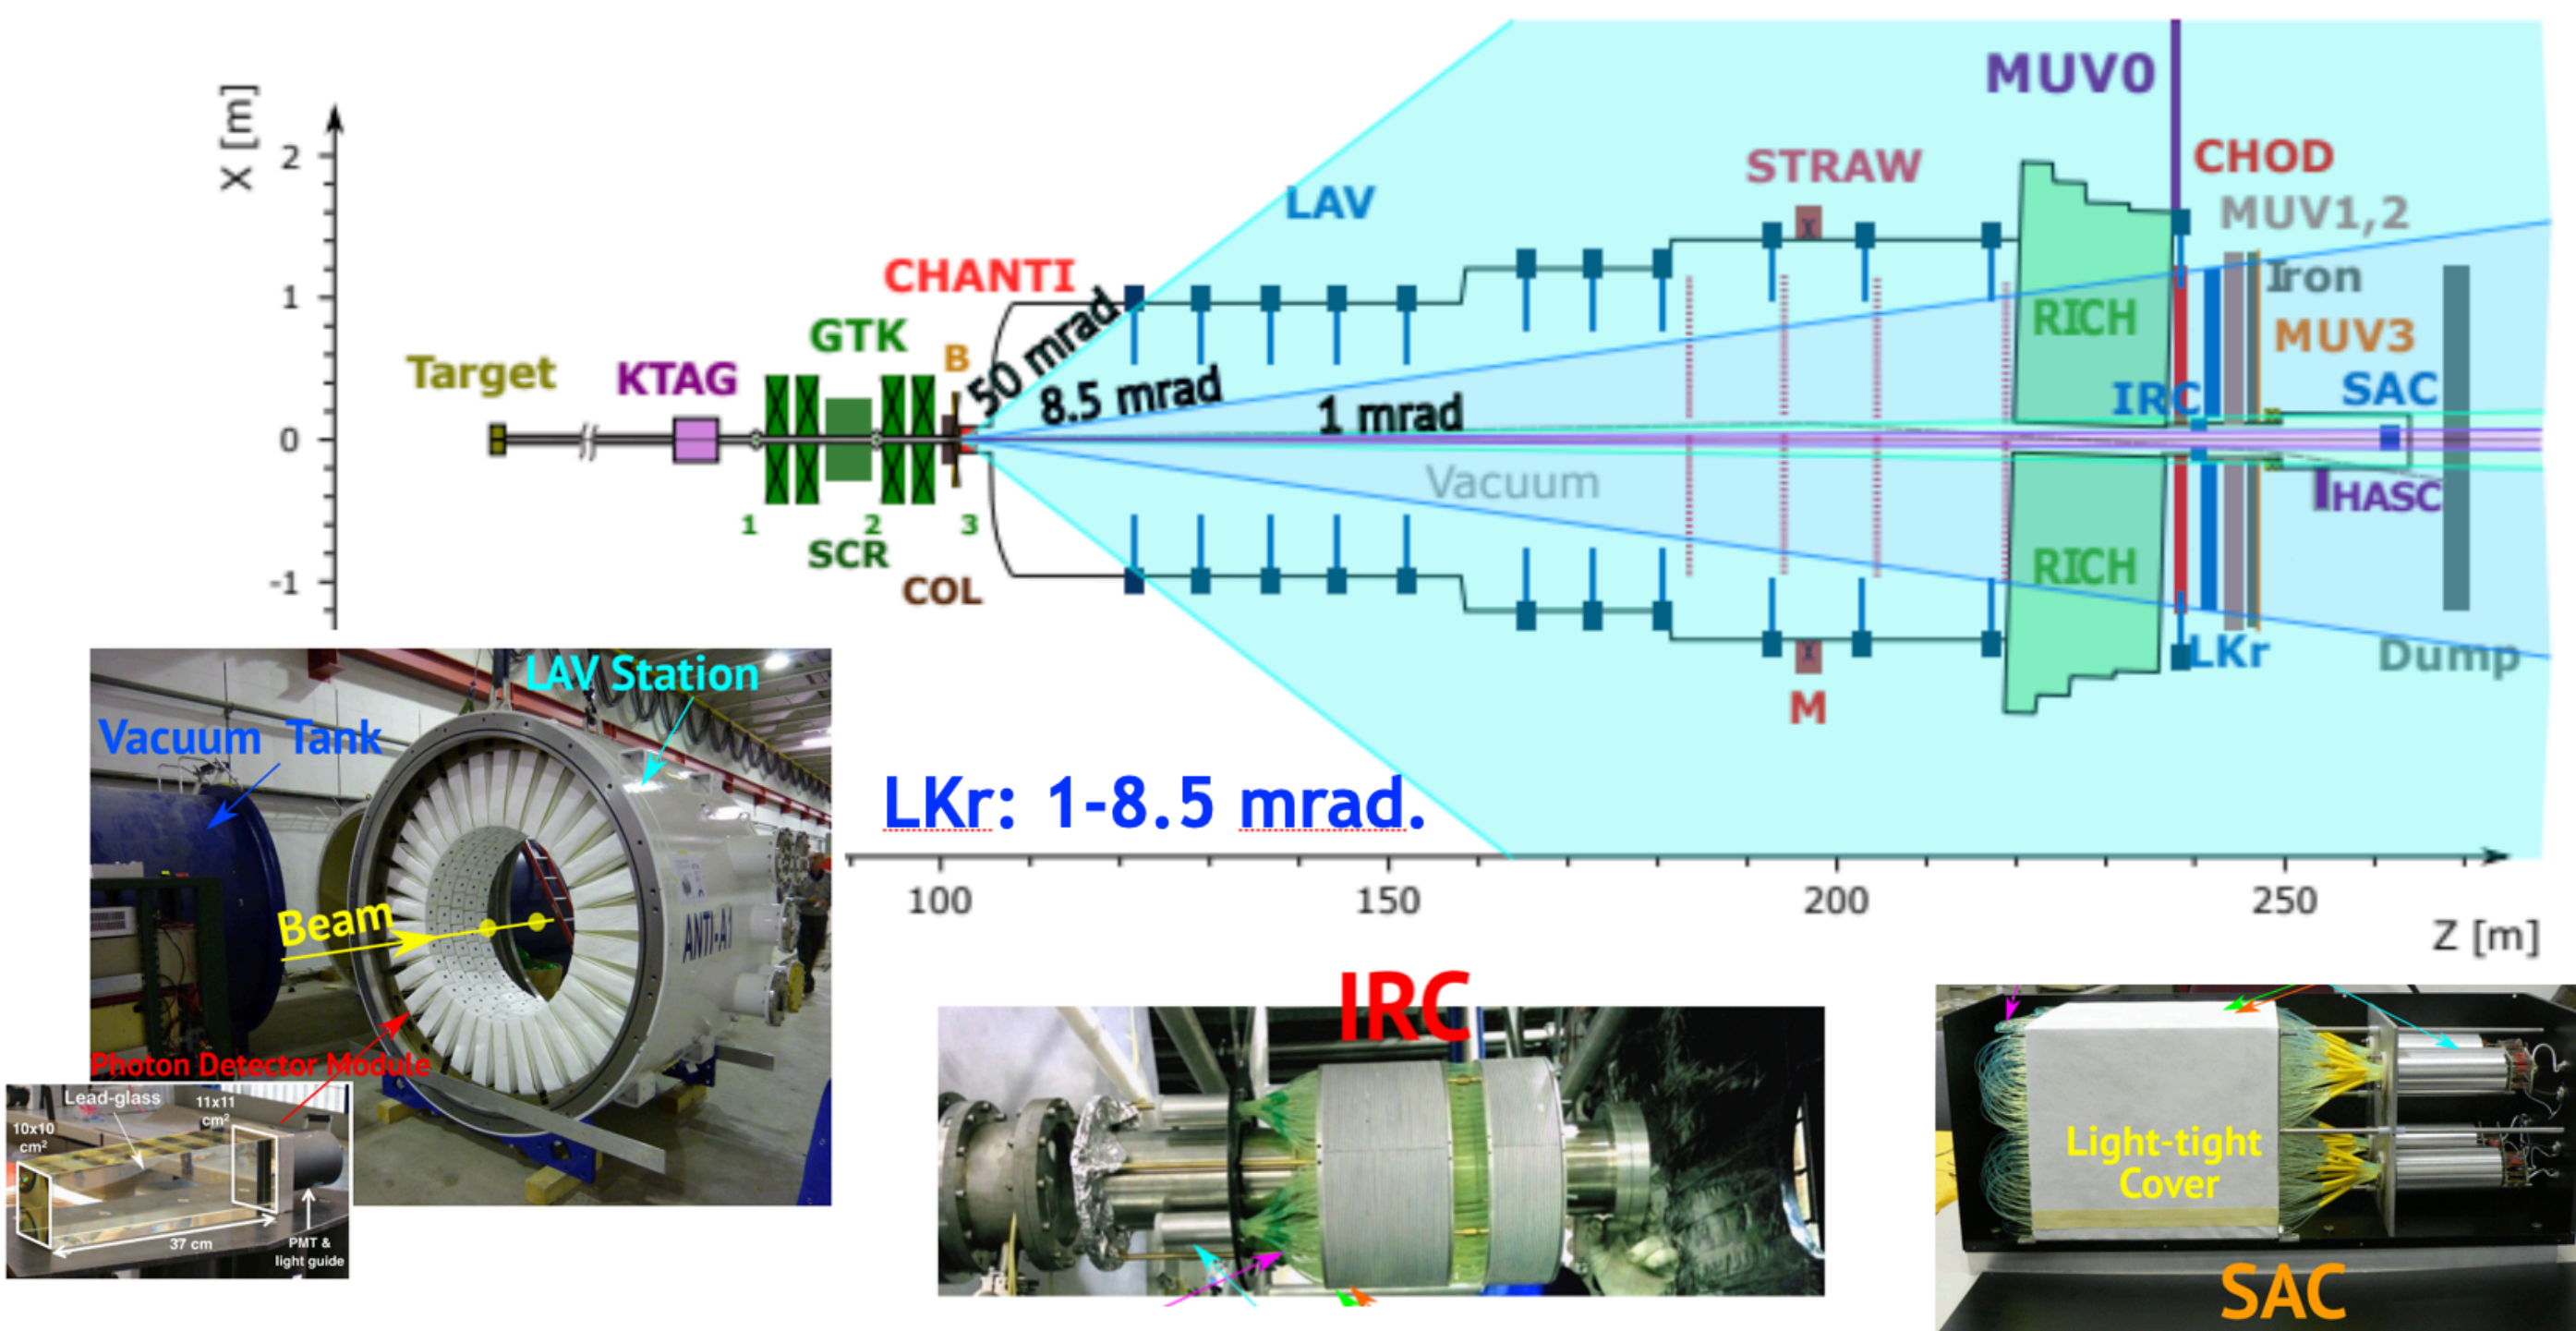 MUV0
X [m]
2
1
0
-1
CHOD
STRAW
LAV
MUV1,2
CHANTI
Iron
GTK
RICH
MUV3
B
50 mrad
Target
KTAG
8.5 mrad
1 mrad
IRC
SAC
Vacuum
HASC
1
2
3
SCR
COL
RICH
LKr
Dump
M
LKr: 1-8.5 mrad.
100
150
200
250
Z [m]
LAV Station
Vacuum Tank
Beam
ANTI-A1
Photon Detector Module
Lead-glass
11x11
cm²
10x10
cm²
37 cm
PMT &
light guide
IRC
Light-tight
Cover
SAC